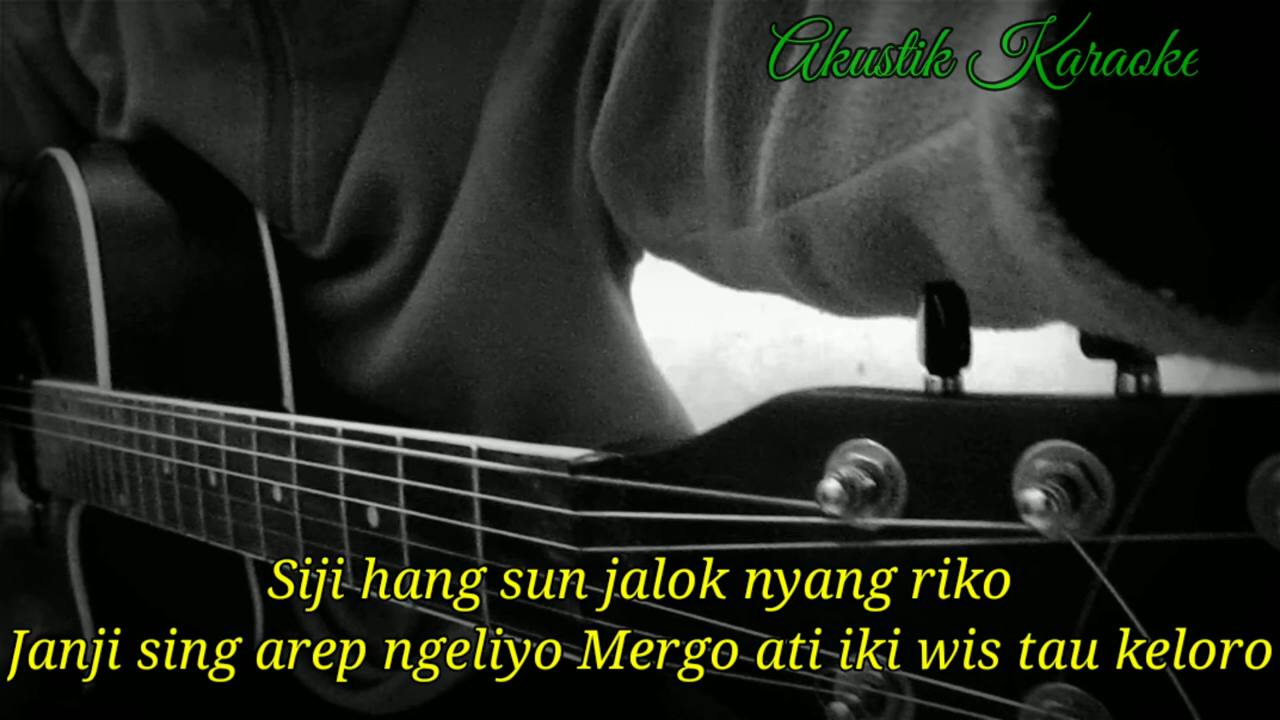 Akustik Karaoke
Siji hang sun jalok nyang riko
Janji sing arep ngeliyo Mergo ati iki wis tau keloro